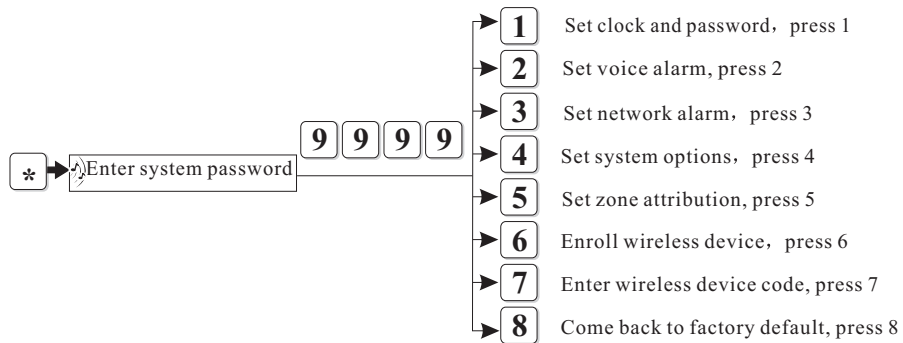 1 Set clock and password，press 1
2 Set voice alarm, press 2
3 Set network alarm，press 3
9 9 9 9
4 Set system options，press 4
* Enter system password
5 Set zone attribution, press 5
6 Enroll wireless device，press 6
7 Enter wireless device code, press 7
8 Come back to factory default, press 8